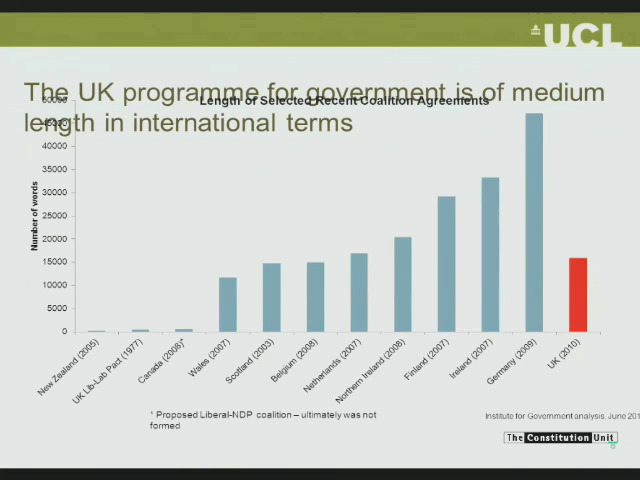 UCL
The UK programme for government is of medium
length in international terms
Length of Selected Recent Coalition Agreements
Number of words
50000
45000
40000
35000
30000
25000
20000
15000
10000
5000
0
New Zealand (2005)
UK Lib-Lab Pact (1977)
Canada (2008)*
Wales (2007)
Scotland (2003)
Belgium (2008)
Netherlands (2007)
Northern Ireland (2008)
Finland (2007)
Ireland (2007)
Germany (2009)
UK (2010)
* Proposed Liberal-NDP coalition – ultimately was not
formed
Institute for Government analysis, June 201
The Constitution Unit